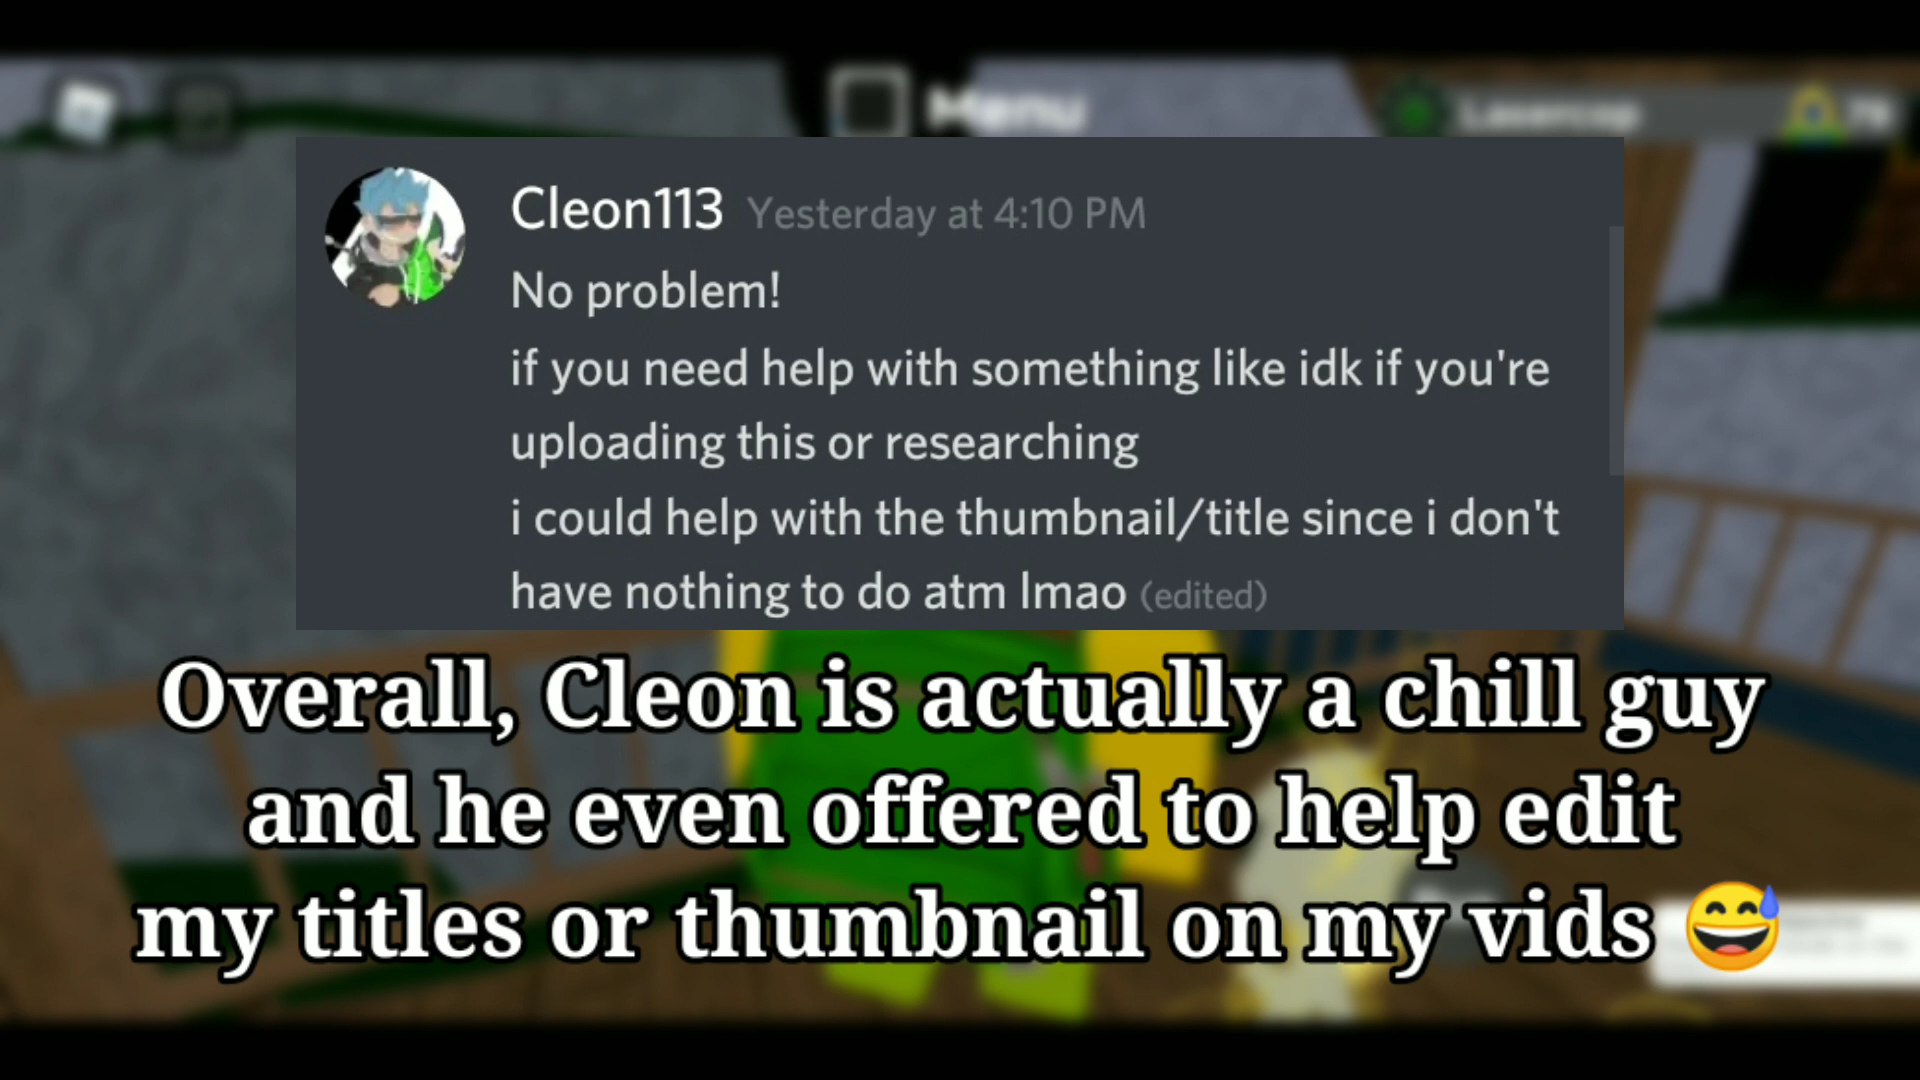 Menu
Lasercop
Cleon113 Yesterday at 4:10 PM
No problem!
if you need help with something like idk if you're
uploading this or researching
i could help with the thumbnail/title since i don't
have nothing to do atm lmao (edited)
Overall, Cleon is actually a chill guy
and he even offered to help edit
my titles or thumbnail on my vids 😅